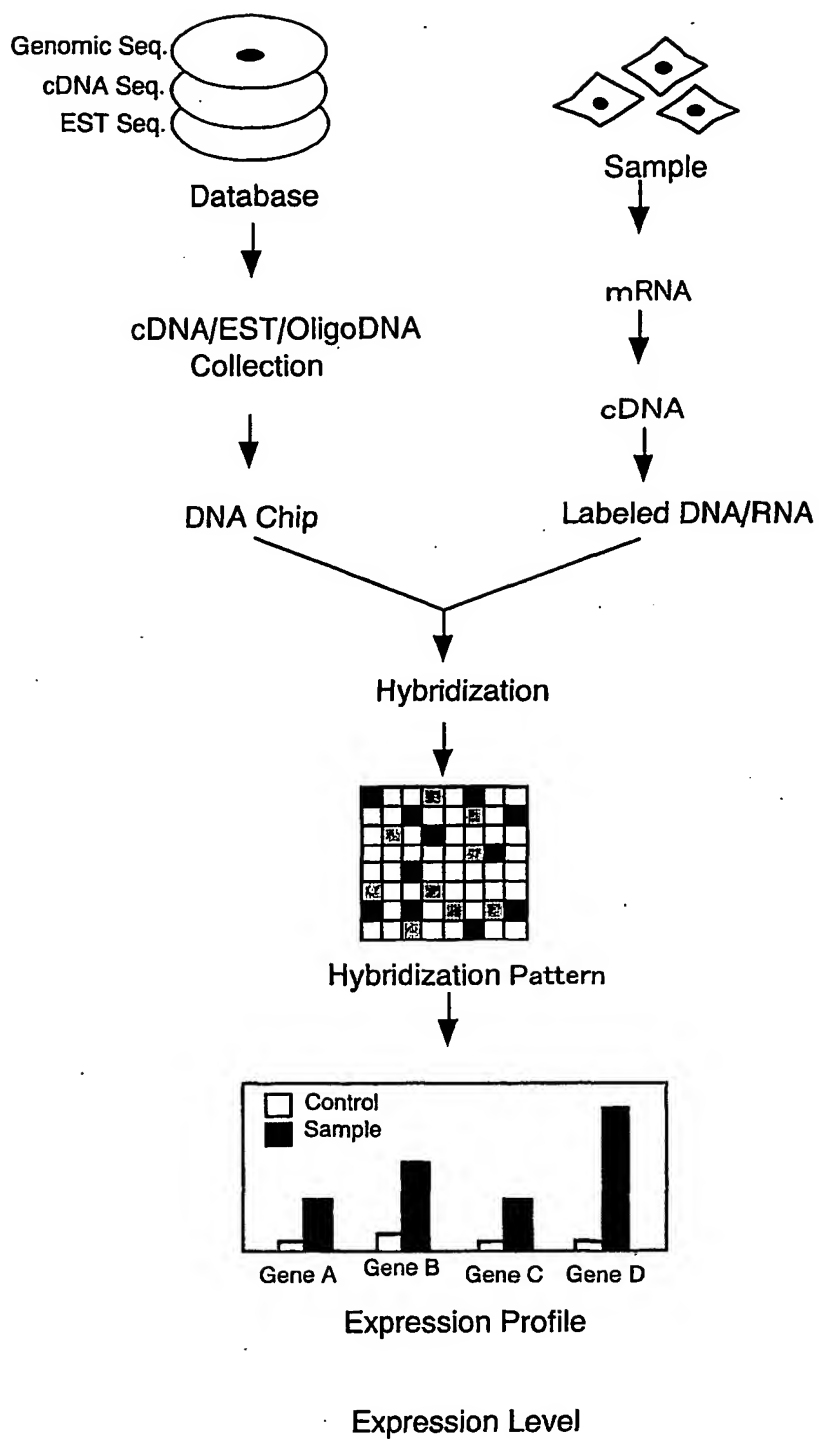 Genomic Seq.
cDNA Seq.
EST Seq.
Database
Sample
mRNA
cDNA/EST/OligoDNA
Collection
cDNA
DNA Chip
Labeled DNA/RNA
Hybridization
Hybridization Pattern
Control
Sample
Gene A
Gene B
Gene C
Gene D
Expression Profile
Expression Level